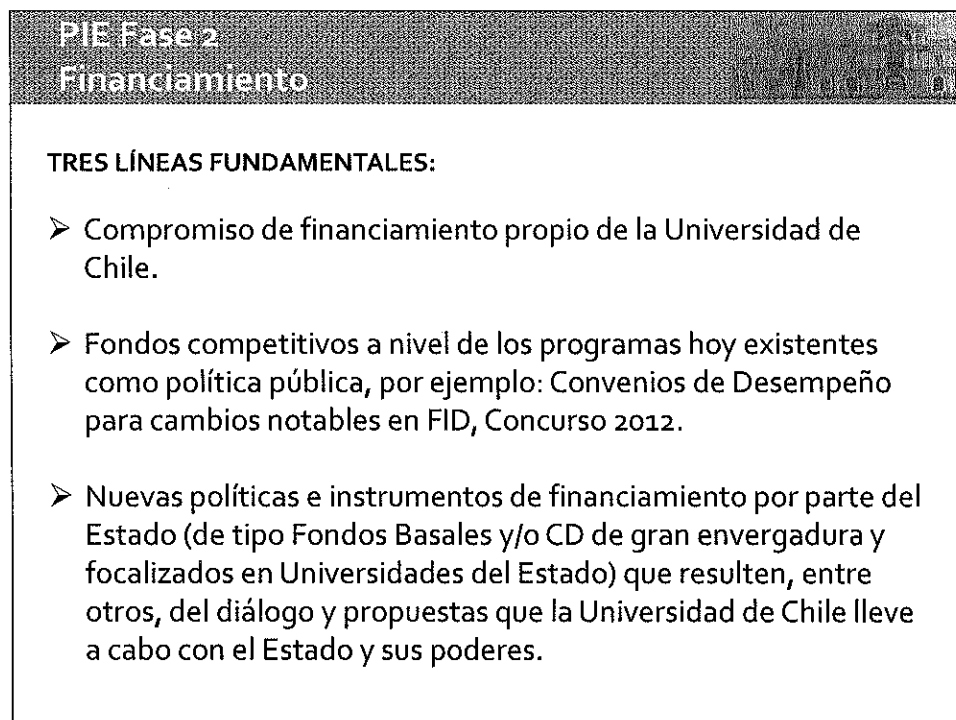 PIE Fase 2
Financiamiento
TRES LÍNEAS FUNDAMENTALES:
➢ Compromiso de financiamiento propio de la Universidad de
Chile.
➢ Fondos competitivos a nivel de los programas hoy existentes
como política pública, por ejemplo: Convenios de Desempeño
para cambios notables en FID, Concurso 2012.
➢ Nuevas políticas e instrumentos de financiamiento por parte del
Estado (de tipo Fondos Basales y/o CD de gran envergadura y
focalizados en Universidades del Estado) que resulten, entre
otros, del diálogo y propuestas que la Universidad de Chile lleve
a cabo con el Estado y sus poderes.